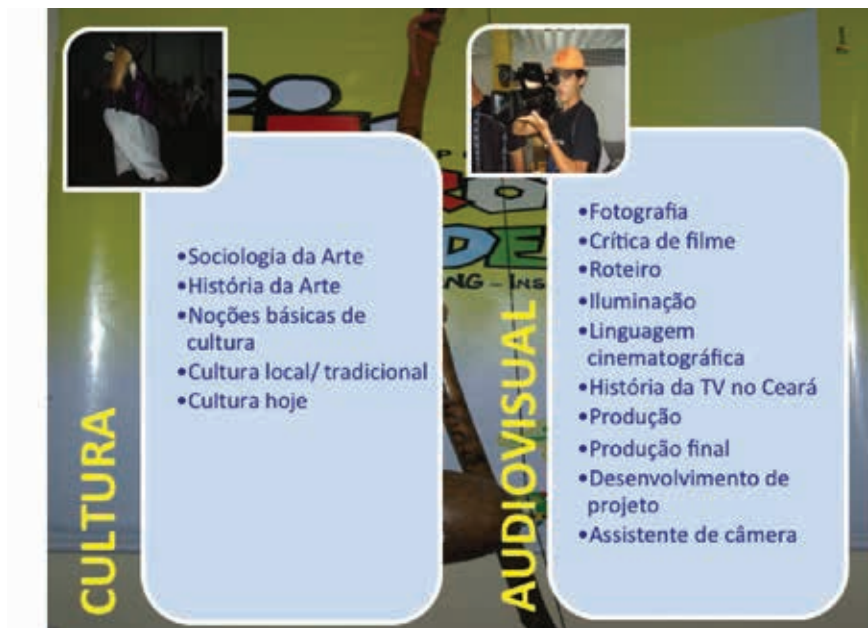 CULTURA
•Sociologia da Arte
•História da Arte
•Noções básicas de
cultura
•Cultura local/ tradicional
•Cultura hoje
AUDIOVISUAL
•Fotografia
•Crítica de filme
•Roteiro
•Iluminação
•Linguagem
cinematográfica
•História da TV no Ceará
•Produção
•Produção final
•Desenvolvimento de
projeto
•Assistente de câmera